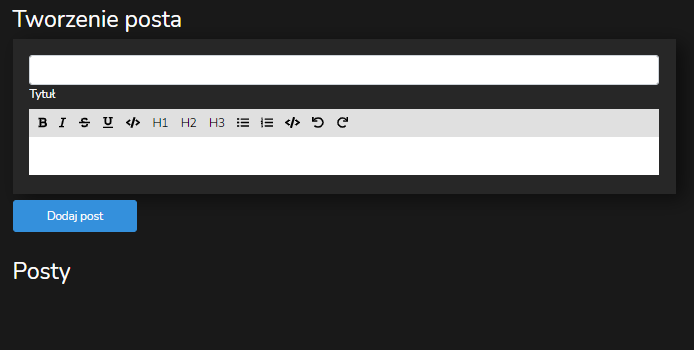 Tworzenie posta
Tytuł
B I S U </> H1 H2 H3 </>
Dodaj post
Posty